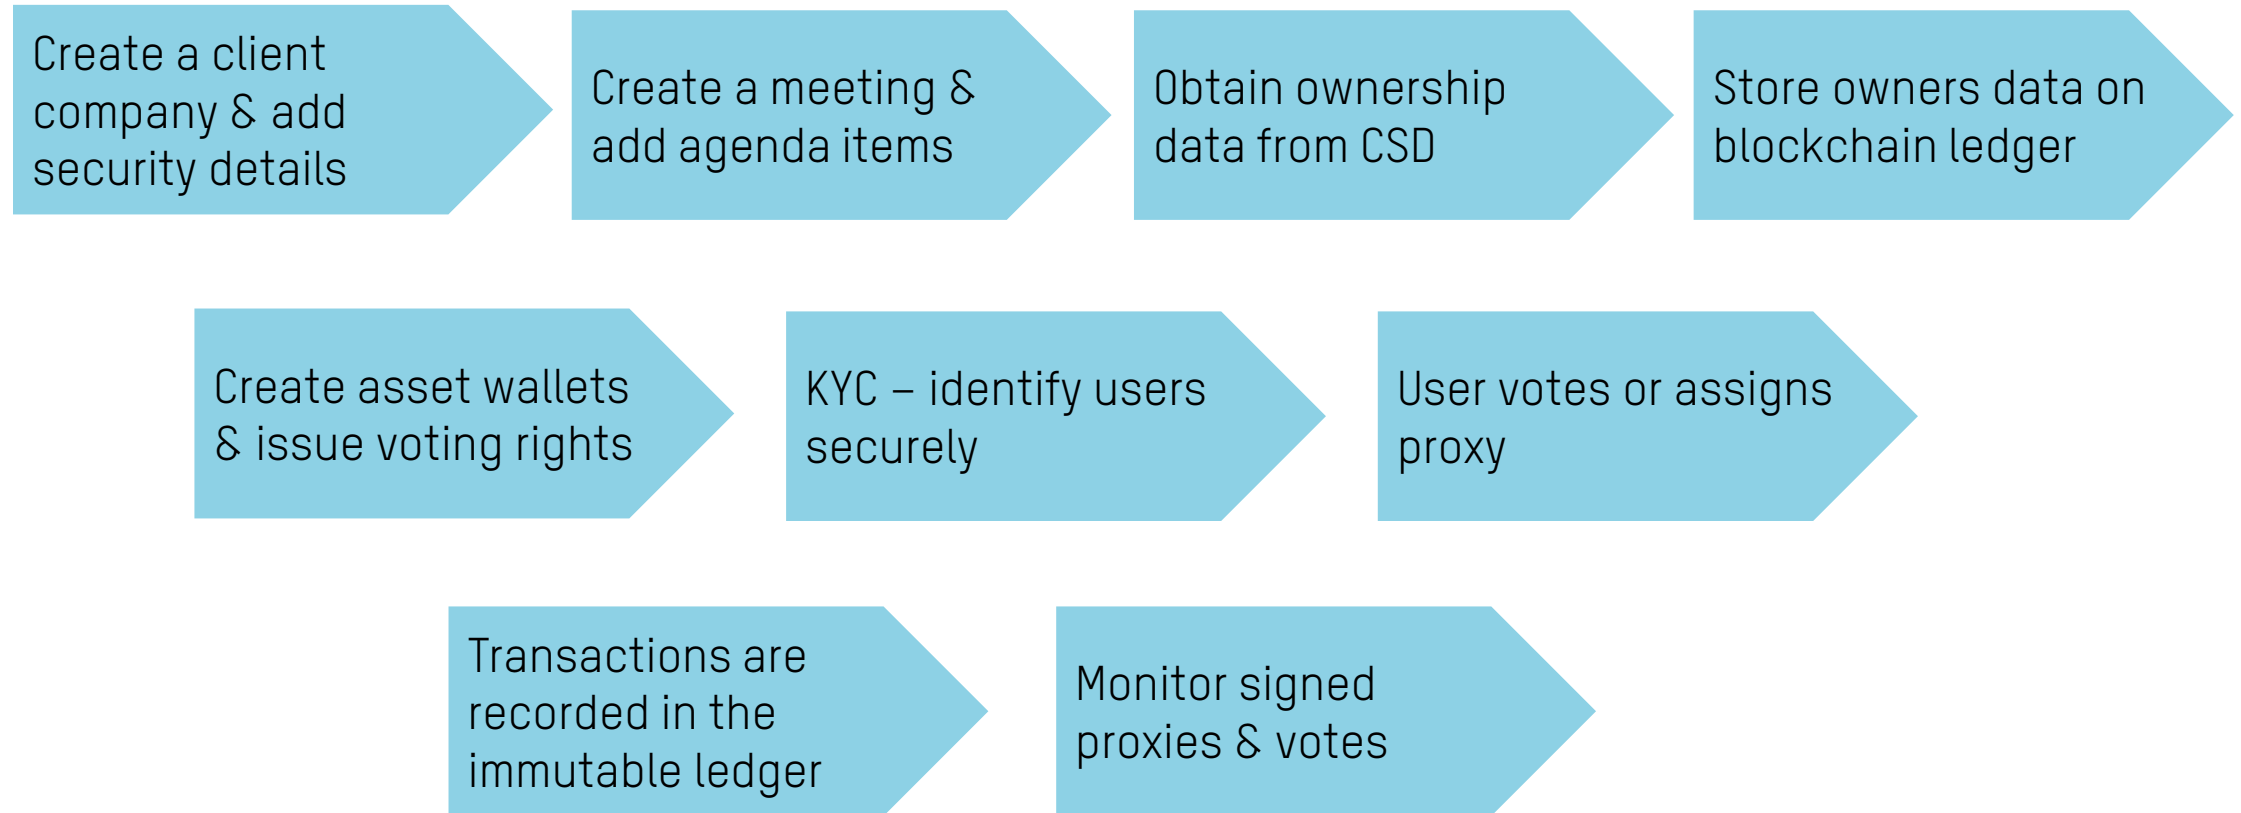 Create a client
company & add
security details
Create a meeting &
add agenda items
Obtain ownership
data from CSD
Store owners data on
blockchain ledger
Create asset wallets
& issue voting rights
KYC – identify users
securely
User votes or assigns
proxy
Transactions are
recorded in the
immutable ledger
Monitor signed
proxies & votes